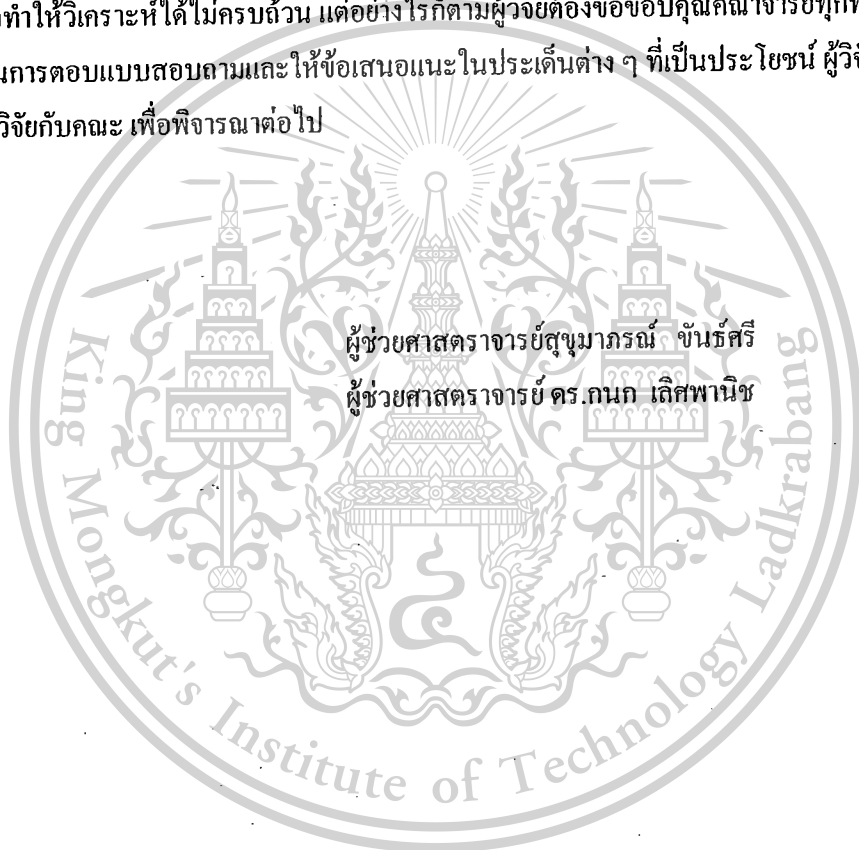 ทำให้วิเคราะห์ได้ไม่ครบถ้วน แต่อย่างไรก็ตามผู้วิจัยต้องขอขอบคุณคณาจารย์ทุกท
นการตอบแบบสอบถามและให้ข้อเสนอแนะในประเด็นต่าง ๆ ที่เป็นประโยชน์ ผู้วิจ
วิจัยกับคณะ เพื่อพิจารณาต่อไป
ผู้ช่วยศาสตราจารย์สุขุมาภรณ์ ขันธ์ศรี
ผู้ช่วยศาสตราจารย์ ดร.กนก เลิศพานิช
King Mongkut's Institute of Technology Ladkrabang